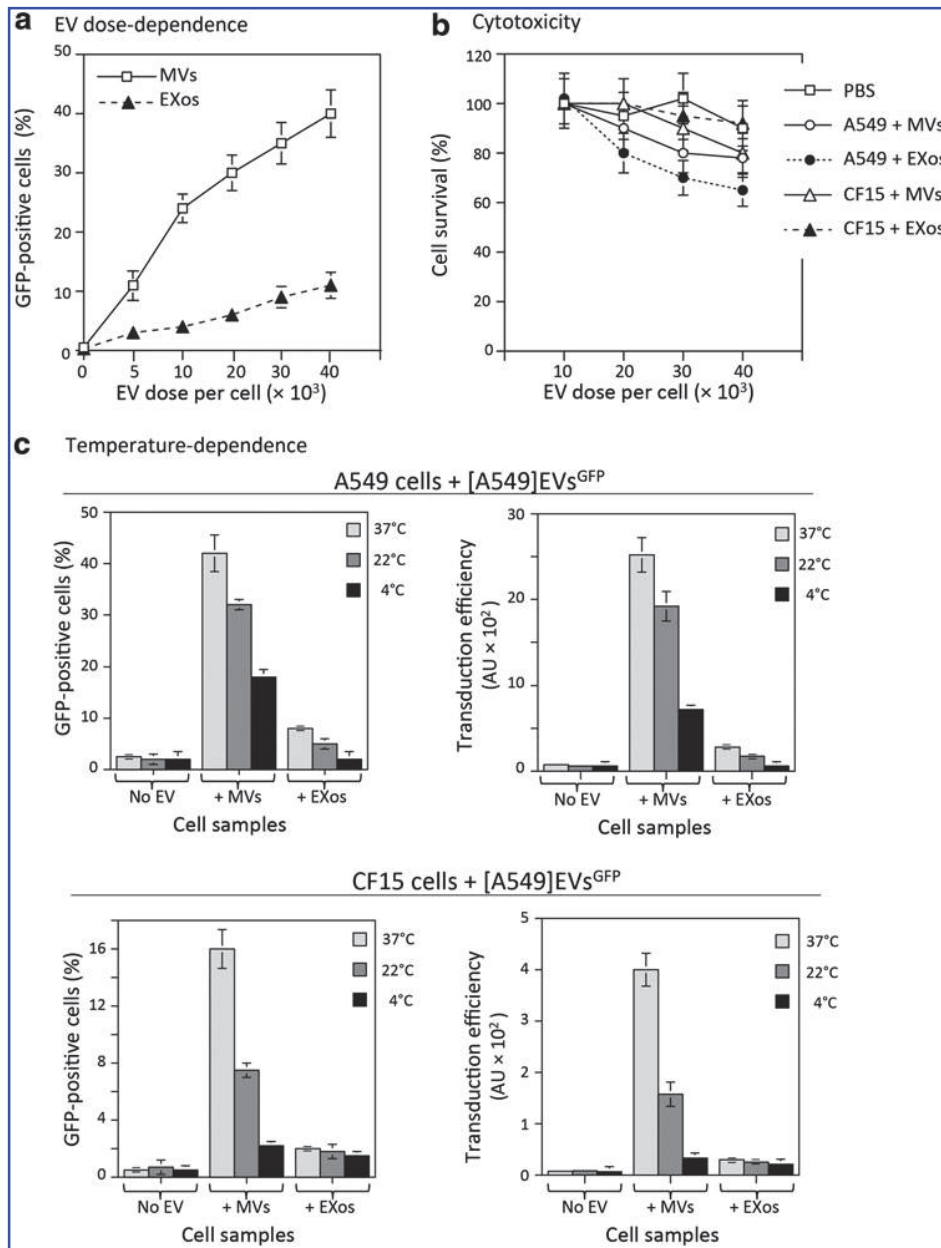 a EV dose-dependence
50
40
30
20
10
0
GFP-positive cells (%)
MVs
EXos
0 5 10 20 30 40
EV dose per cell (× 10³)
b Cytotoxicity
120
100
80
60
40
20
0
Cell survival (%)
PBS
A549 + MVs
A549 + EXos
CF15 + MVs
CF15 + EXos
0 10 20 30 40
EV dose per cell (× 10³)
c Temperature-dependence
A549 cells + [A549]EVsᴳᶠᴾ
50
40
30
20
10
0
GFP-positive cells (%)
37°C
22°C
4°C
No EV + MVs + EXos
Cell samples
30
20
10
0
Transduction efficiency
(AU × 10²)
37°C
22°C
4°C
No EV + MVs + EXos
Cell samples
CF15 cells + [A549]EVsᴳᶠᴾ
16
12
8
4
2
0
GFP-positive cells (%)
37°C
22°C
4°C
No EV + MVs + EXos
Cell samples
5
4
3
2
1
0
Transduction efficiency
(AU × 10²)
37°C
22°C
4°C
No EV + MVs + EXos
Cell samples